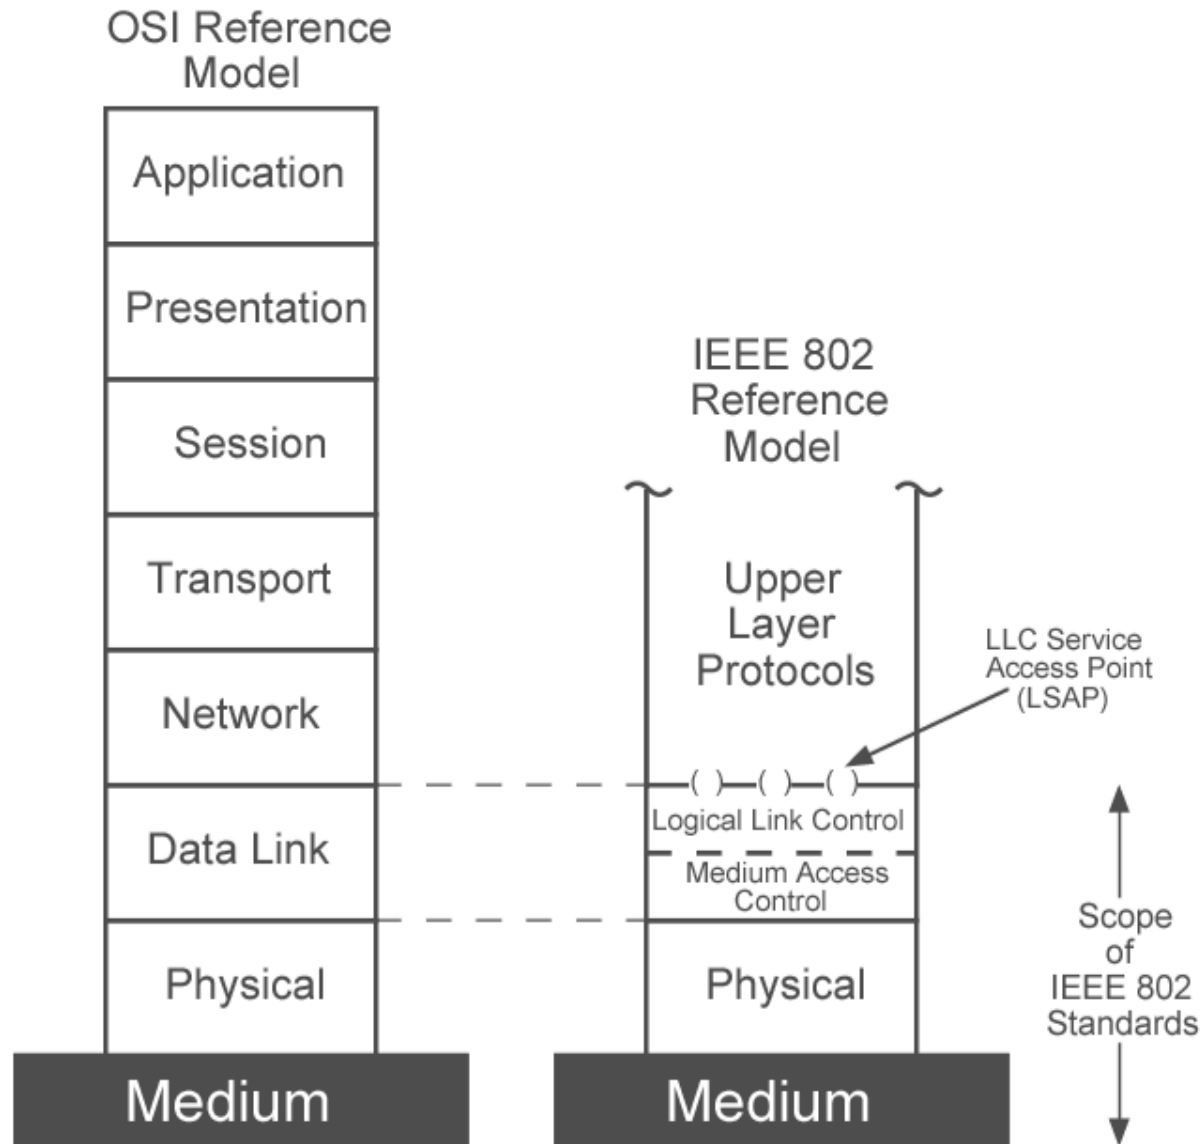 OSI Reference
Model
Application
Presentation
Session
Transport
Network
Data Link
Physical
Medium
IEEE 802
Reference
Model
Upper
Layer
Protocols
LLC Service
Access Point
(LSAP)
( ) ( ) ( )
Logical Link Control
Medium Access
Control
Physical
Medium
Scope
of
IEEE 802
Standards